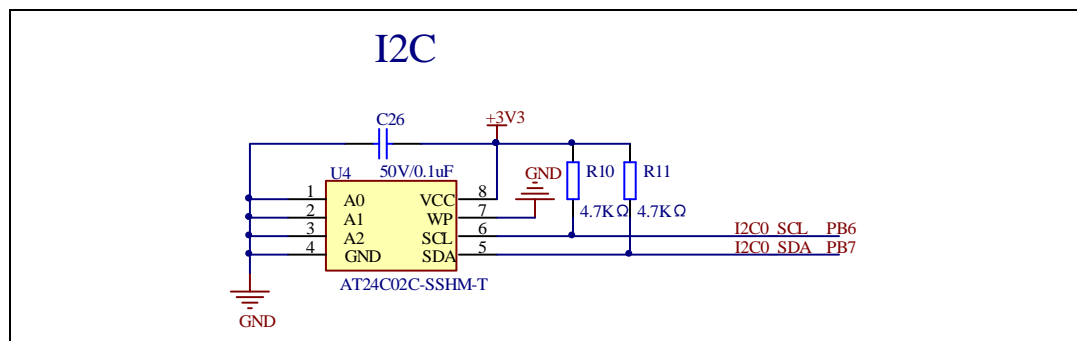 I2C
C26
+3V3
U4
50V/0.1uF
GND
R10
R11
1
A0
VCC
8
2
A1
WP
7
4.7KΩ
4.7KΩ
3
A2
SCL
6
I2C0_SCL
PB6
4
GND
SDA
5
I2C0_SDA
PB7
AT24C02C-SSHM-T
GND